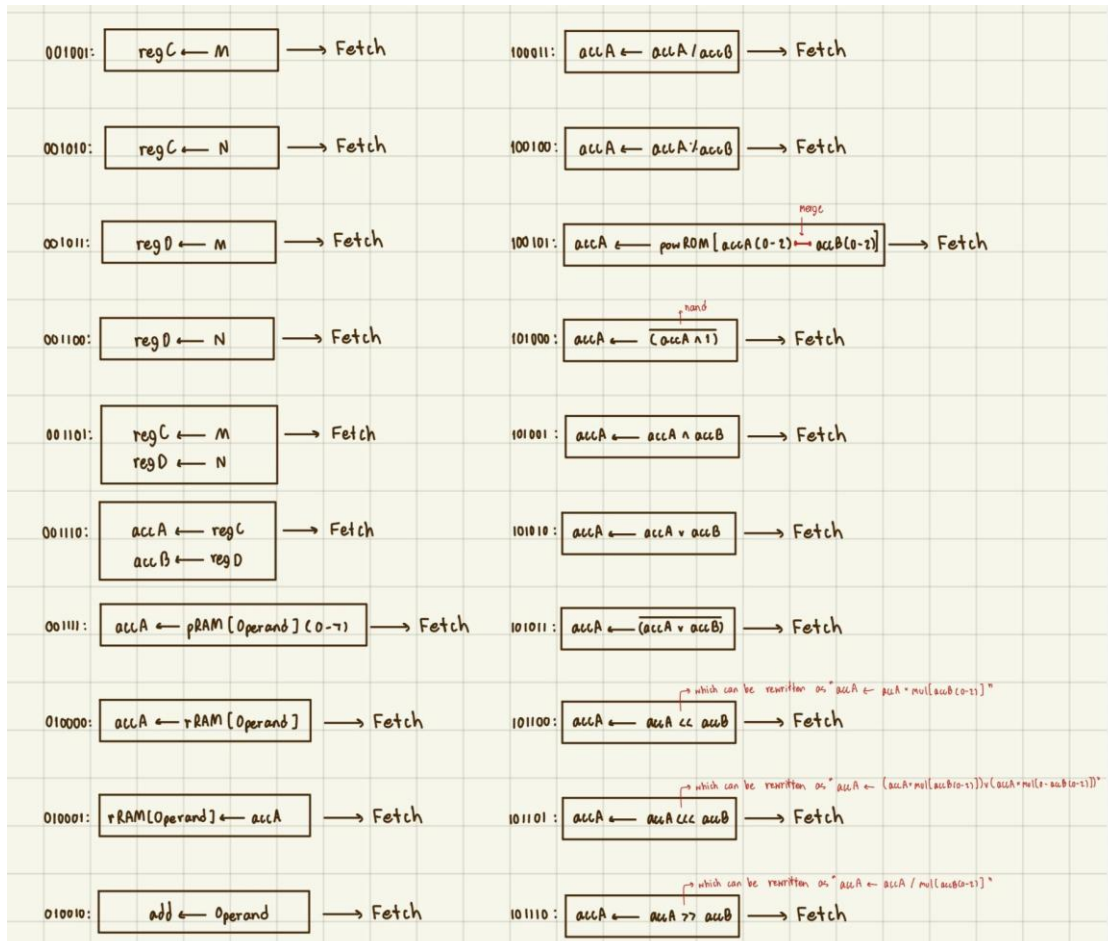 001001: regC ← M → Fetch
001010: regC ← N → Fetch
001011: regD ← M → Fetch
001100: regD ← N → Fetch
001101: regC ← M → Fetch
regD ← N
001110: accA ← regC → Fetch
accB ← regD
001111: accA ← pRAM [Operand] (0-7) → Fetch
010000: accA ← rRAM [Operand] → Fetch
010001: rRAM[Operand] ← accA → Fetch
010010: add ← Operand → Fetch
100011: accA ← accA / accB → Fetch
100100: accA ← accA % accB → Fetch
merge
100101: accA ← powROM [accA(0-2) ↔ accB(0-2)] → Fetch
nand
101000: accA ← (accA ∧ 1) → Fetch
101001: accA ← accA ∧ accB → Fetch
101010: accA ← accA ∨ accB → Fetch
101011: accA ← (accA ∨ accB) → Fetch
which can be rewritten as "accA ← accA * mul[accB(0-2)]"
101100: accA ← accA << accB → Fetch
which can be rewritten as "accA ← (accA*mul[accB(0-2)])∨(accA*mul[0-accB(0-2)])"
101101: accA ← accA <<< accB → Fetch
which can be rewritten as "accA ← accA / mul[accB(0-2)]"
101110: accA ← accA >> accB → Fetch